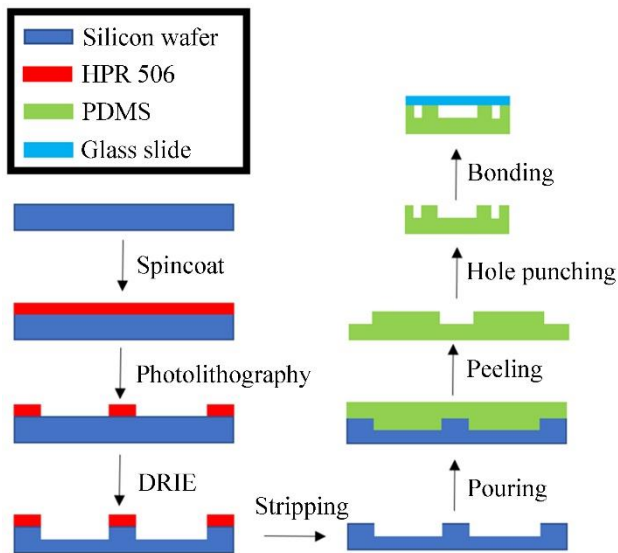 Silicon wafer
HPR 506
PDMS
Glass slide
Spincoat
Photolithography
DRIE
Stripping
Pouring
Peeling
Hole punching
Bonding